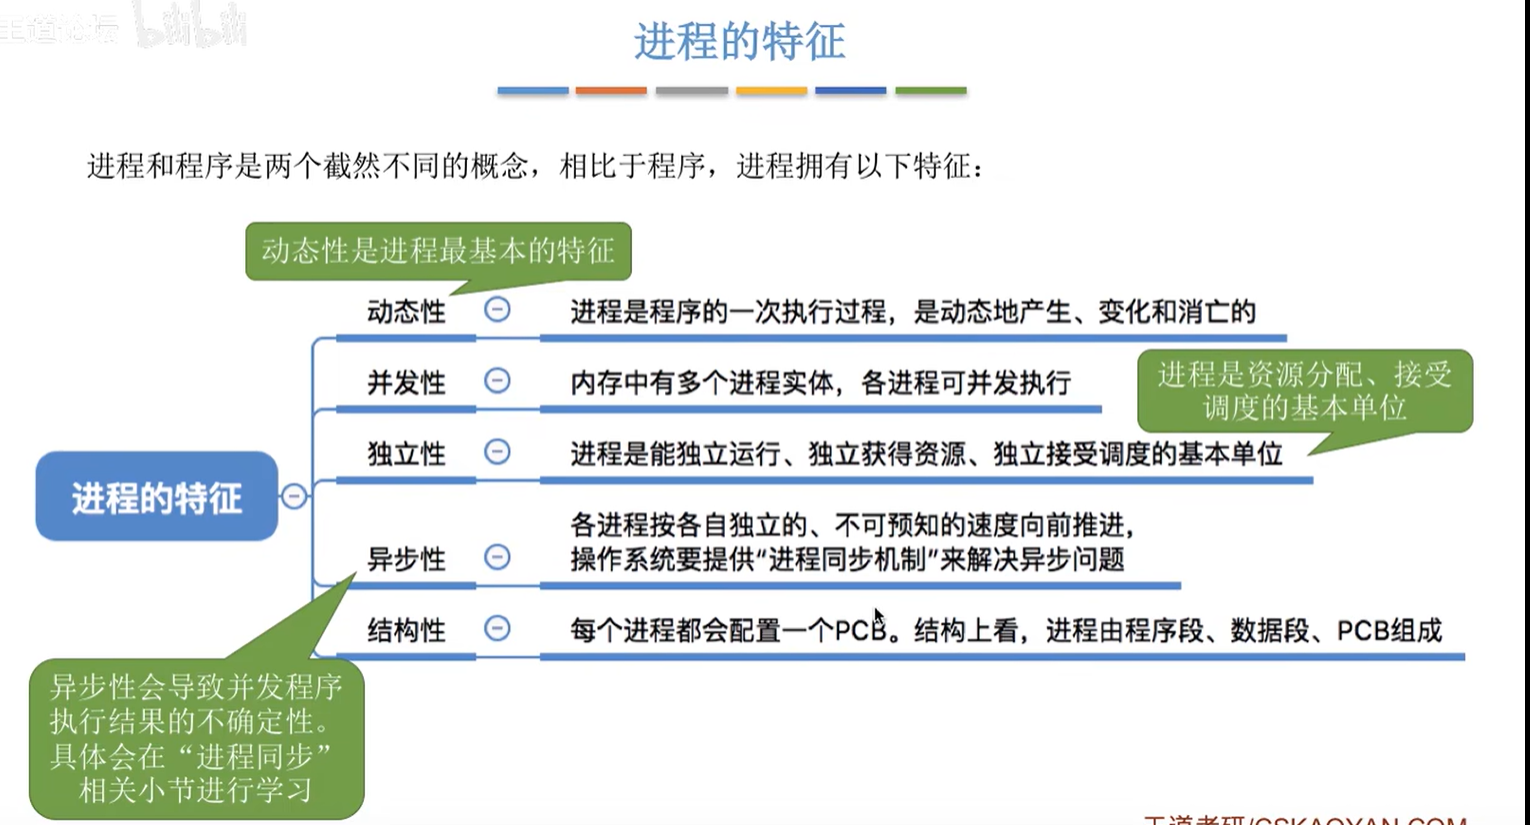 王道论坛 bilibili
进程的特征
进程和程序是两个截然不同的概念，相比于程序，进程拥有以下特征：
动态性是进程最基本的特征
动态性
进程是程序的一次执行过程，是动态地产生、变化和消亡的
并发性
内存中有多个进程实体，各进程可并发执行
进程是资源分配、接受
调度的基本单位
独立性
进程是能独立运行、独立获得资源、独立接受调度的基本单位
进程的特征
异步性
各进程按各自独立的、不可预知的速度向前推进，
操作系统要提供“进程同步机制”来解决异步问题
结构性
每个进程都会配置一个PCB。结构上看，进程由程序段、数据段、PCB组成
异步性会导致并发程序
执行结果的不确定性。
具体会在“进程同步”
相关小节进行学习
王道考研/CSKAOYAN.COM